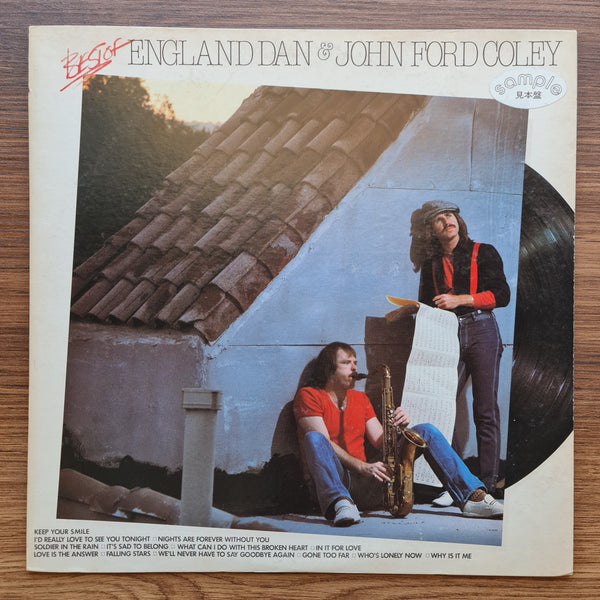 BEST OF ENGLAND DAN & JOHN FORD COLEY
sample
見本盤
KEEP YOUR SMILE
I'D REALLY LOVE TO SEE YOU TONIGHT □ NIGHTS ARE FOREVER WITHOUT YOU
SOLDIER IN THE RAIN □ IT'S SAD TO BELONG □ WHAT CAN I DO WITH THIS BROKEN HEART □ IN IT FOR LOVE
LOVE IS THE ANSWER □ FALLING STARS □ WE'LL NEVER HAVE TO SAY GOODBYE AGAIN □ GONE TOO FAR □ WHO'S LONELY NOW □ WHY IS IT ME